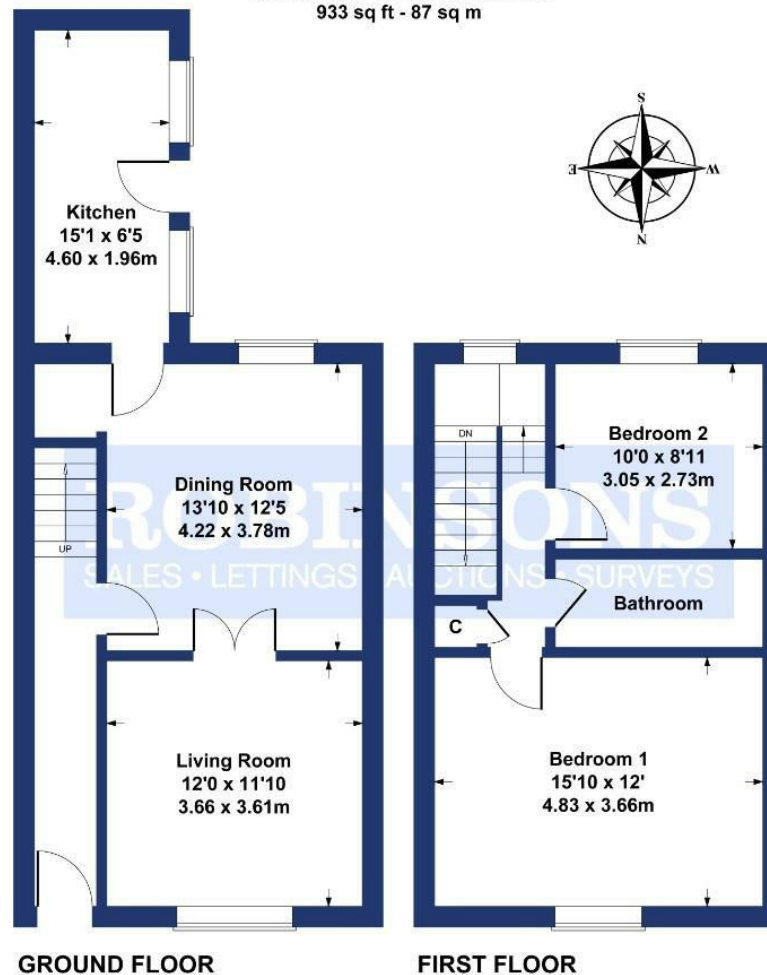 933 sq ft - 87 sq m
S
E
W
N
Kitchen
15'1 x 6'5
4.60 x 1.96m
Dining Room
13'10 x 12'5
4.22 x 3.78m
UP
Living Room
12'0 x 11'10
3.66 x 3.61m
DN
Bedroom 2
10'0 x 8'11
3.05 x 2.73m
Bathroom
C
Bedroom 1
15'10 x 12'
4.83 x 3.66m
ROBINSONS
SALES • LETTINGS AUCTIONS • SURVEYS
GROUND FLOOR
FIRST FLOOR